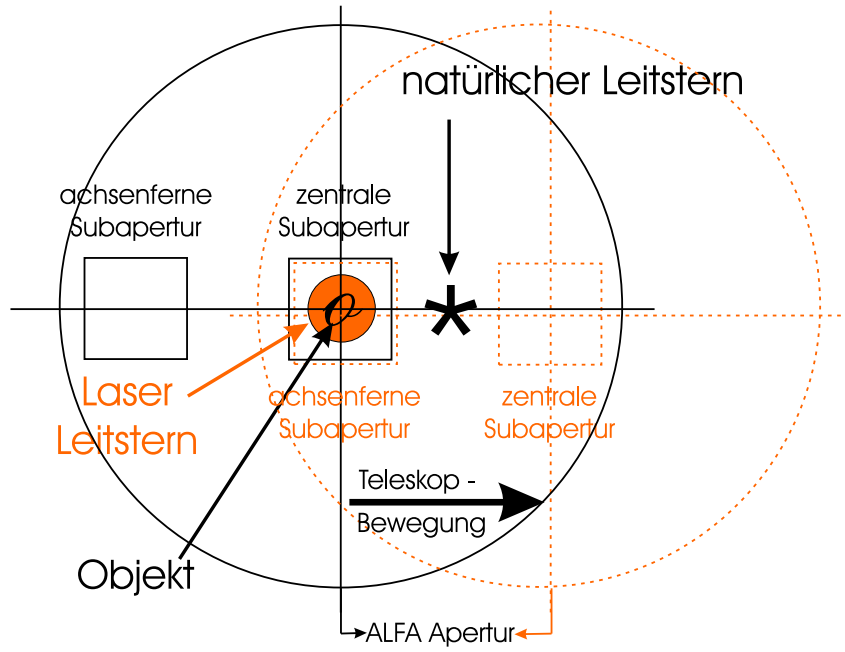 natürlicher Leitstern
achsenferne
Subapertur
zentrale
Subapertur
o
Laser
Leitstern
achsenferne
Subapertur
zentrale
Subapertur
Teleskop -
Bewegung
Objekt
ALFA Apertur